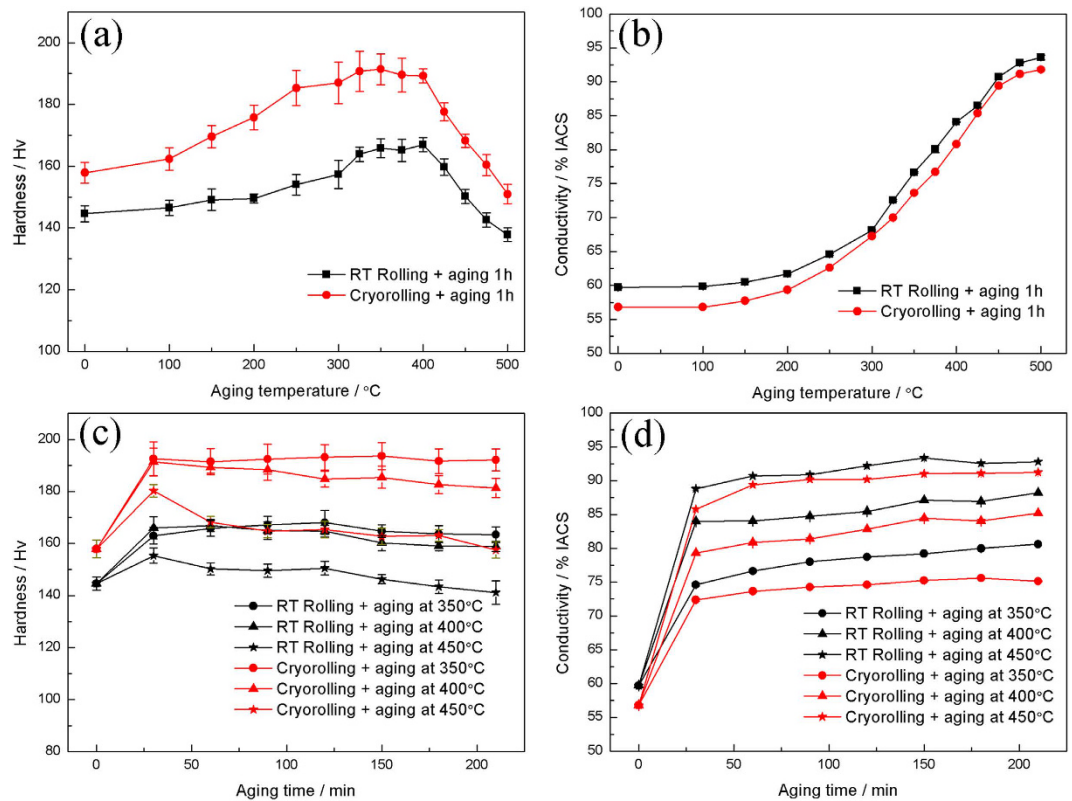 (a)
200
180
160
140
120
100
Hardness / Hv
RT Rolling + aging 1h
Cryorolling + aging 1h
0 100 200 300 400 500
Aging temperature / °C
(b)
100
95
90
85
80
75
70
65
60
55
50
Conductivity / % IACS
RT Rolling + aging 1h
Cryorolling + aging 1h
0 100 200 300 400 500
Aging temperature / °C
(c)
200
180
160
140
120
100
80
Hardness / Hv
RT Rolling + aging at 350°C
RT Rolling + aging at 400°C
RT Rolling + aging at 450°C
Cryorolling + aging at 350°C
Cryorolling + aging at 400°C
Cryorolling + aging at 450°C
0 50 100 150 200
Aging time / min
(d)
100
95
90
85
80
75
70
65
60
55
50
Conductivity / % IACS
RT Rolling + aging at 350°C
RT Rolling + aging at 400°C
RT Rolling + aging at 450°C
Cryorolling + aging at 350°C
Cryorolling + aging at 400°C
Cryorolling + aging at 450°C
0 50 100 150 200
Aging time / min